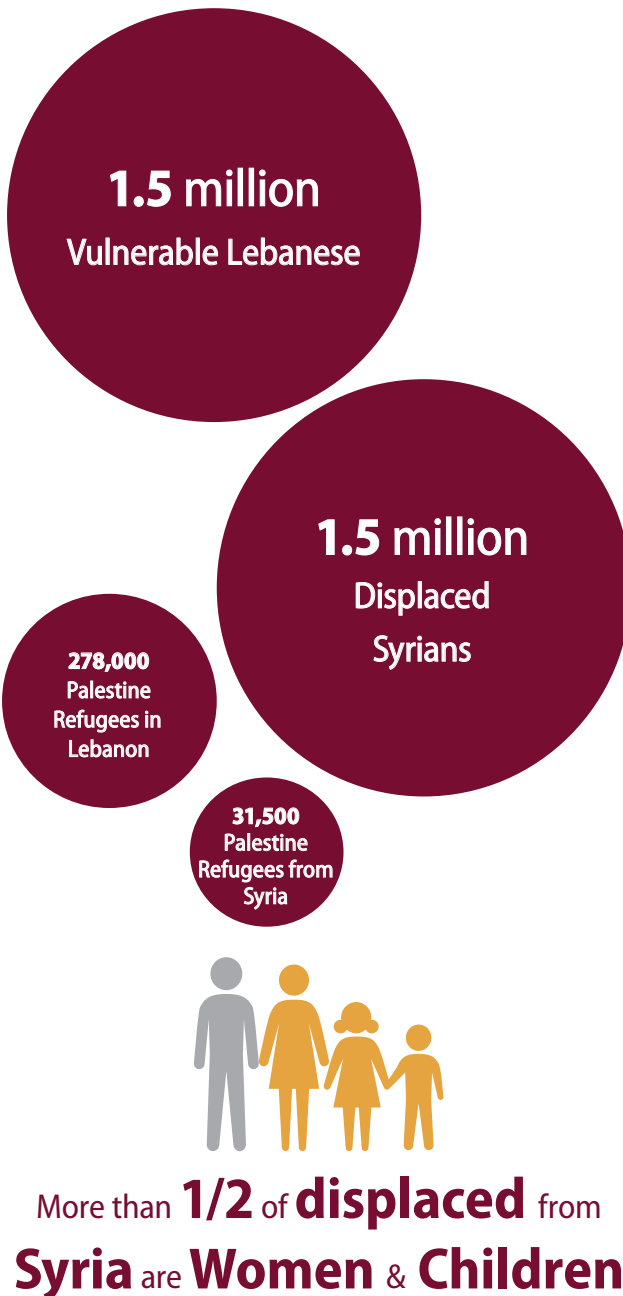 1.5 million
Vulnerable Lebanese
1.5 million
Displaced
Syrians
278,000
Palestine
Refugees in
Lebanon
31,500
Palestine
Refugees from
Syria
More than 1/2 of displaced from
Syria are Women & Children